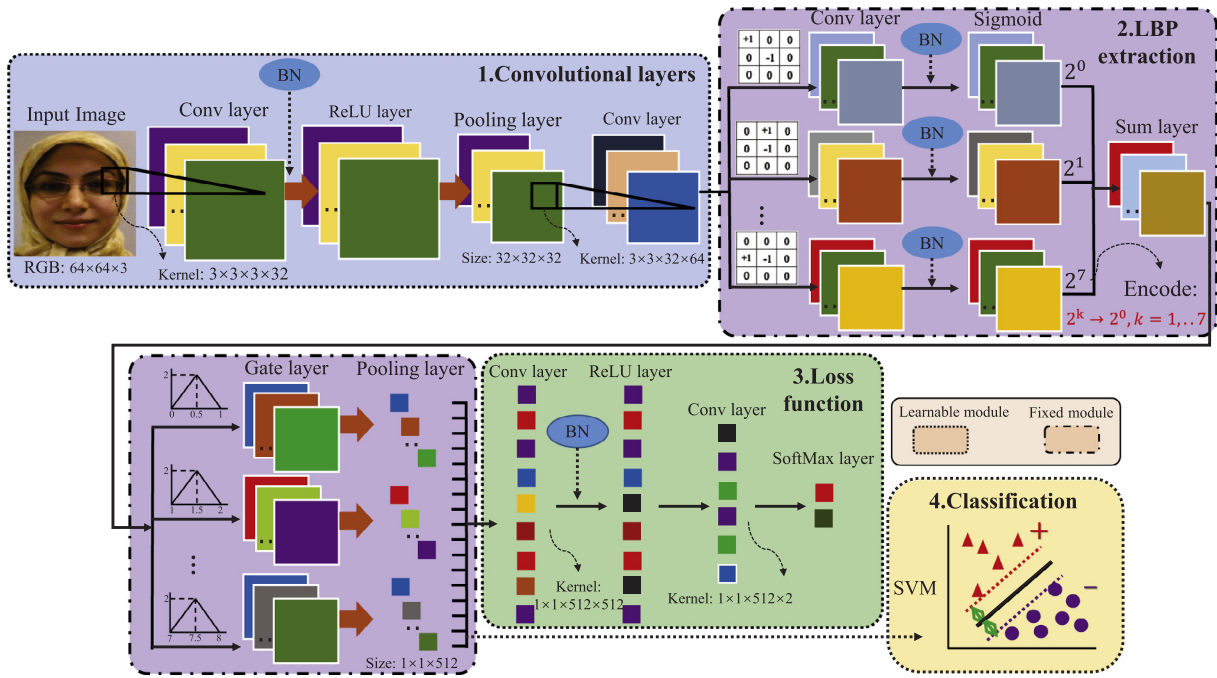 1.Convolutional layers
BN
Input Image
Conv layer
ReLU layer
Pooling layer
Conv layer
RGB: 64×64×3
Kernel: 3×3×3×32
Size: 32×32×32
Kernel: 3×3×32×64
2.LBP
extraction
Conv layer
BN
Sigmoid
+1 0 0
0 -1 0
0 0 0
2⁰
BN
0 +1 0
0 -1 0
0 0 0
2¹
Sum layer
BN
0 0 0
+1 -1 0
0 0 0
2⁷
Encode:
2ᵏ → 2⁰, k = 1,..7
Gate layer
Pooling layer
2
0 0.5 1
2
1 1.5 2
2
7 7.5 8
Size: 1×1×512
3.Loss
function
Conv layer
BN
ReLU layer
Conv layer
SoftMax layer
Kernel:
1×1×512×512
Kernel: 1×1×512×2
Learnable module
Fixed module
4.Classification
SVM
+
−